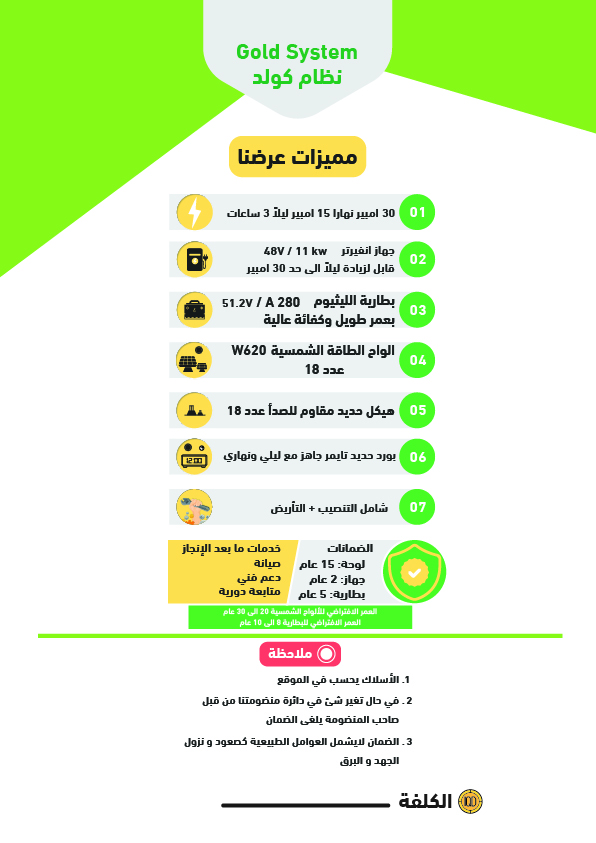 Gold System
نظام كولد
مميزات عرضنا
01
30 امبير نهارا 15 امبير ليلاً 3 ساعات
02
جهاز انفيرتر 48V / 11 kw
قابل لزيادة ليلاً الى حد 30 امبير
03
بطارية الليثيوم 51.2V / A 280
بعمر طويل وكفائة عالية
04
الواح الطاقة الشمسية W620
عدد 18
05
هيكل حديد مقاوم للصدأ عدد 18
06
بورد حديد تايمر جاهز مع ليلي ونهاري
12:00
07
شامل التنصيب + التأريض
الضمانات
لوحة: 15 عام
جهاز: 2 عام
بطارية: 5 عام
خدمات ما بعد الإنجاز
صيانة
دعم فني
متابعة دورية
العمر الافتراضي للألواح الشمسية 20 الى 30 عام
العمر الافتراضي للبطارية 8 الى 10 عام
ملاحظة
1. الأسلاك يحسب في الموقع
2. في حال تغير شئ في دائرة منضومتنا من قبل
صاحب المنضومة يلغى الضمان
3. الضمان لايشمل العوامل الطبيعية كصعود و نزول
الجهد و البرق
IQD
الكلفة